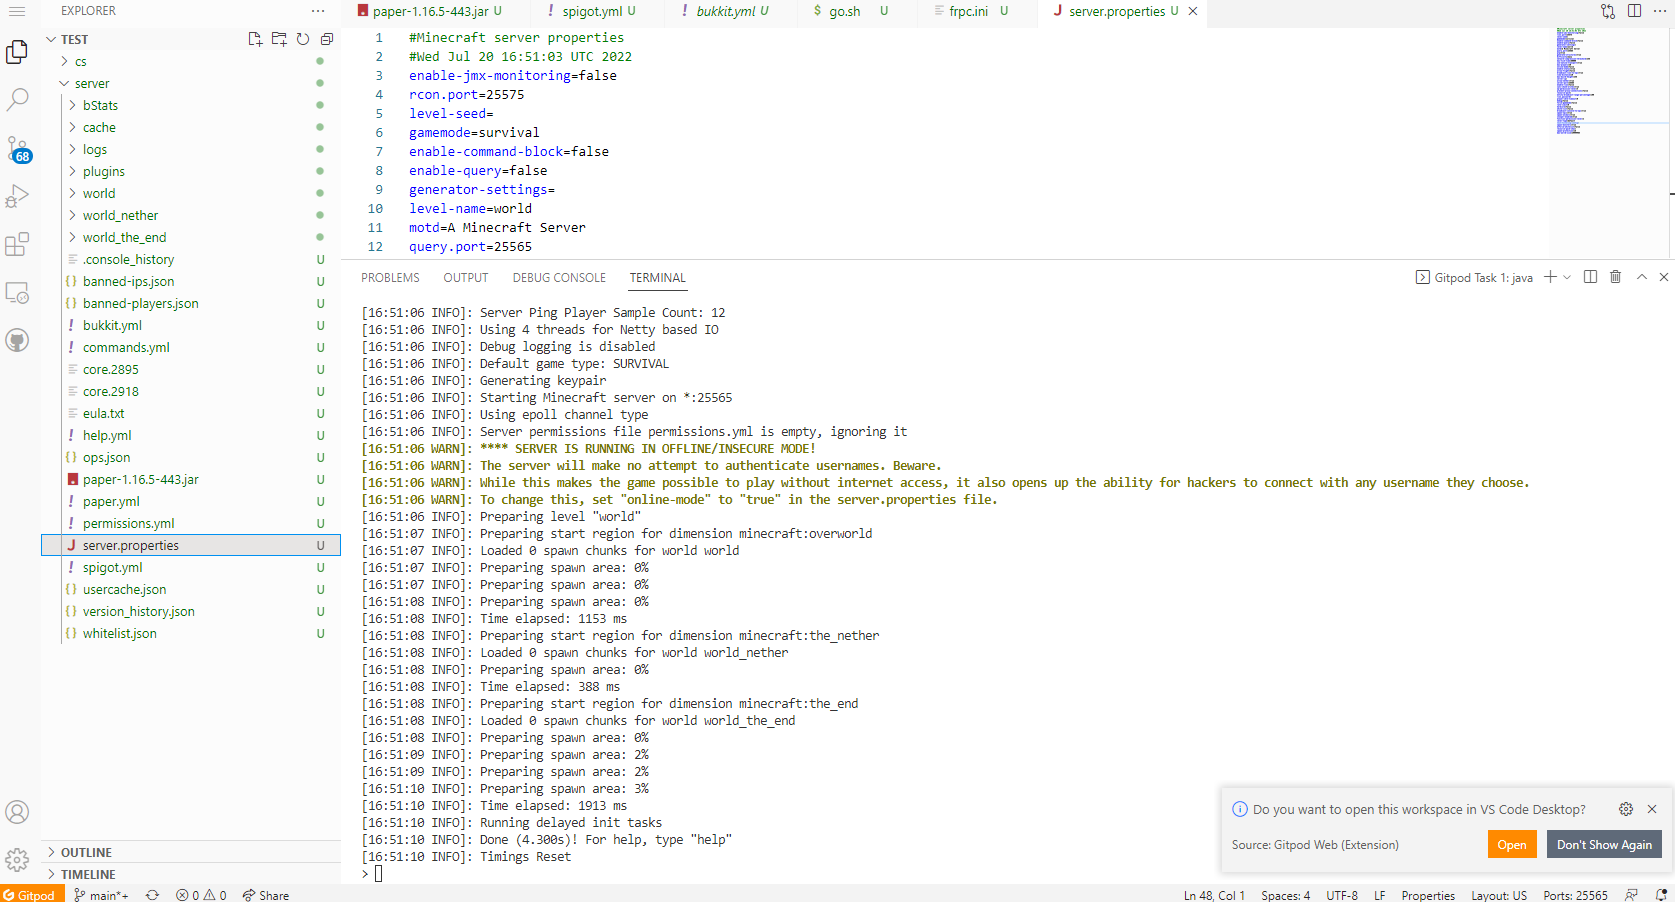 EXPLORER
TEST
cs
server
bStats
cache
logs
plugins
world
world_nether
world_the_end
.console_history U
banned-ips.json U
banned-players.json U
bukkit.yml U
commands.yml U
core.2895 U
core.2918 U
eula.txt U
help.yml U
ops.json U
paper-1.16.5-443.jar U
paper.yml U
permissions.yml U
server.properties U
spigot.yml U
usercache.json U
version_history.json U
whitelist.json U
OUTLINE
TIMELINE
68
paper-1.16.5-443.jar U spigot.yml U bukkit.yml U $ go.sh U frpc.ini U server.properties U
1 #Minecraft server properties
2 #Wed Jul 20 16:51:03 UTC 2022
3 enable-jmx-monitoring=false
4 rcon.port=25575
5 level-seed=
6 gamemode=survival
7 enable-command-block=false
8 enable-query=false
9 generator-settings=
10 level-name=world
11 motd=A Minecraft Server
12 query.port=25565
PROBLEMS OUTPUT DEBUG CONSOLE TERMINAL
Gitpod Task 1: java
[16:51:06 INFO]: Server Ping Player Sample Count: 12
[16:51:06 INFO]: Using 4 threads for Netty based IO
[16:51:06 INFO]: Debug logging is disabled
[16:51:06 INFO]: Default game type: SURVIVAL
[16:51:06 INFO]: Generating keypair
[16:51:06 INFO]: Starting Minecraft server on *:25565
[16:51:06 INFO]: Using epoll channel type
[16:51:06 INFO]: Server permissions file permissions.yml is empty, ignoring it
[16:51:06 WARN]: **** SERVER IS RUNNING IN OFFLINE/INSECURE MODE!
[16:51:06 WARN]: The server will make no attempt to authenticate usernames. Beware.
[16:51:06 WARN]: While this makes the game possible to play without internet access, it also opens up the ability for hackers to connect with any username they choose.
[16:51:06 WARN]: To change this, set "online-mode" to "true" in the server.properties file.
[16:51:06 INFO]: Preparing level "world"
[16:51:07 INFO]: Preparing start region for dimension minecraft:overworld
[16:51:07 INFO]: Loaded 0 spawn chunks for world world
[16:51:07 INFO]: Preparing spawn area: 0%
[16:51:07 INFO]: Preparing spawn area: 0%
[16:51:08 INFO]: Preparing spawn area: 0%
[16:51:08 INFO]: Time elapsed: 1153 ms
[16:51:08 INFO]: Preparing start region for dimension minecraft:the_nether
[16:51:08 INFO]: Loaded 0 spawn chunks for world world_nether
[16:51:08 INFO]: Preparing spawn area: 0%
[16:51:08 INFO]: Time elapsed: 388 ms
[16:51:08 INFO]: Preparing start region for dimension minecraft:the_end
[16:51:08 INFO]: Loaded 0 spawn chunks for world world_the_end
[16:51:08 INFO]: Preparing spawn area: 0%
[16:51:09 INFO]: Preparing spawn area: 2%
[16:51:09 INFO]: Preparing spawn area: 2%
[16:51:10 INFO]: Preparing spawn area: 3%
[16:51:10 INFO]: Time elapsed: 1913 ms
[16:51:10 INFO]: Running delayed init tasks
[16:51:10 INFO]: Done (4.300s)! For help, type "help"
[16:51:10 INFO]: Timings Reset
>
Do you want to open this workspace in VS Code Desktop?
Source: Gitpod Web (Extension)
Open
Don't Show Again
Gitpod main*+ 0 0 Share Ln 48, Col 1 Spaces: 4 UTF-8 LF Properties Layout: US Ports: 25565